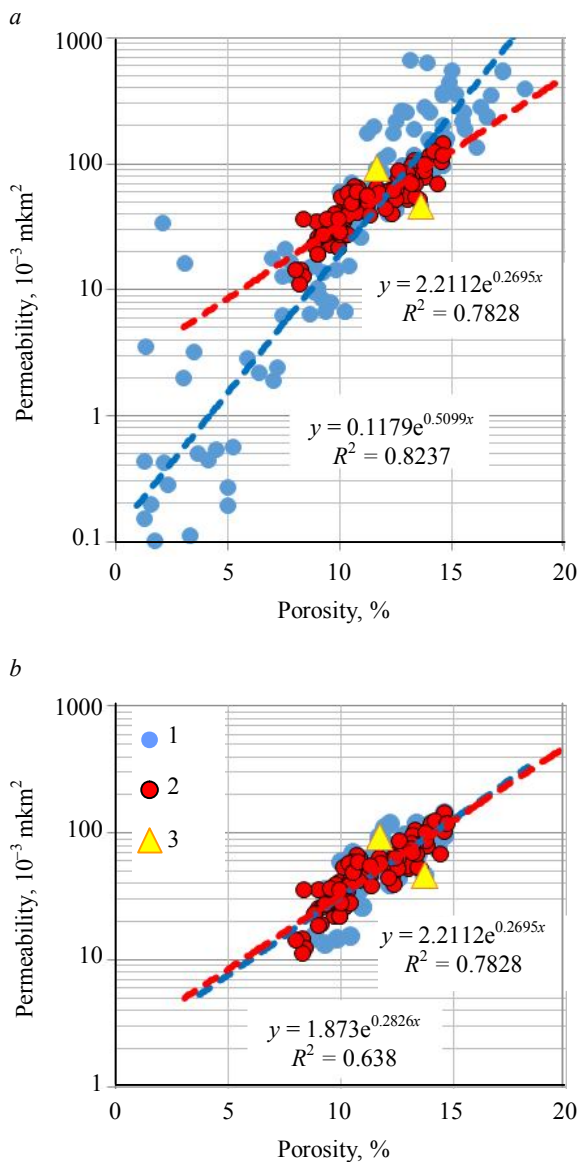 a
1000
100
10
1
0.1
Permeability, 10⁻³ mkm²
y = 2.2112e^0.2695x
R² = 0.7828
y = 0.1179e^0.5099x
R² = 0.8237
0 5 10 15 20
Porosity, %
b
1000
100
10
1
Permeability, 10⁻³ mkm²
1
2
3
y = 2.2112e^0.2695x
R² = 0.7828
y = 1.873e^0.2826x
R² = 0.638
0 5 10 15 20
Porosity, %